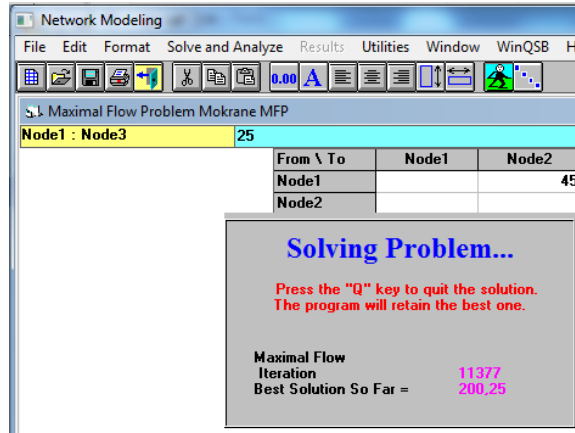 Network Modeling
File Edit Format Solve and Analyze Results Utilities Window WinQSB H
0.00 A
Maximal Flow Problem Mokrane MFP
Node1 : Node3 25
From \ To Node1 Node2
Node1 45
Node2
Solving Problem...
Press the "Q" key to quit the solution.
The program will retain the best one.
Maximal Flow
Iteration 11377
Best Solution So Far = 200,25